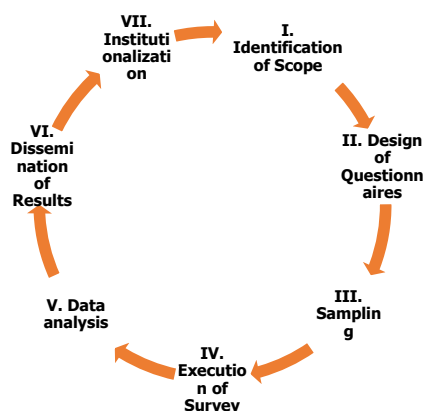 I.
Identification
of Scope
II. Design
of
Questionn
aires
III.
Samplin
g
IV.
Executio
n of
Survey
V. Data
analysis
VI.
Dissemi
nation
of
Results
VII.
Instituti
onalizati
on